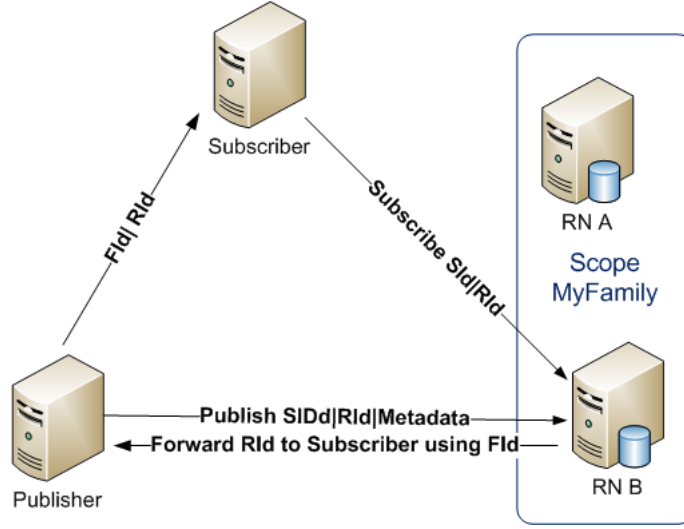 Subscriber
RN A
Scope
MyFamily
FId| RId
Subscribe SId|RId
Publish SIDd|RId|Metadata
Forward RId to Subscriber using FId
Publisher
RN B